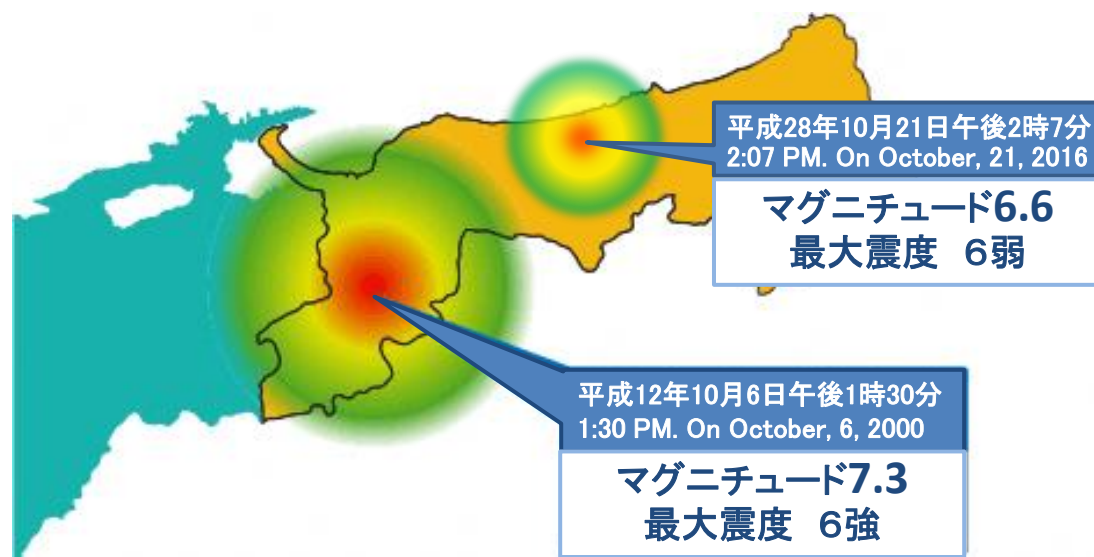 平成28年10月21日午後2時7分
2:07 PM. On October, 21, 2016
マグニチュード6.6
最大震度　６弱
平成12年10月6日午後1時30分
1:30 PM. On October, 6, 2000
マグニチュード7.3
最大震度　６強